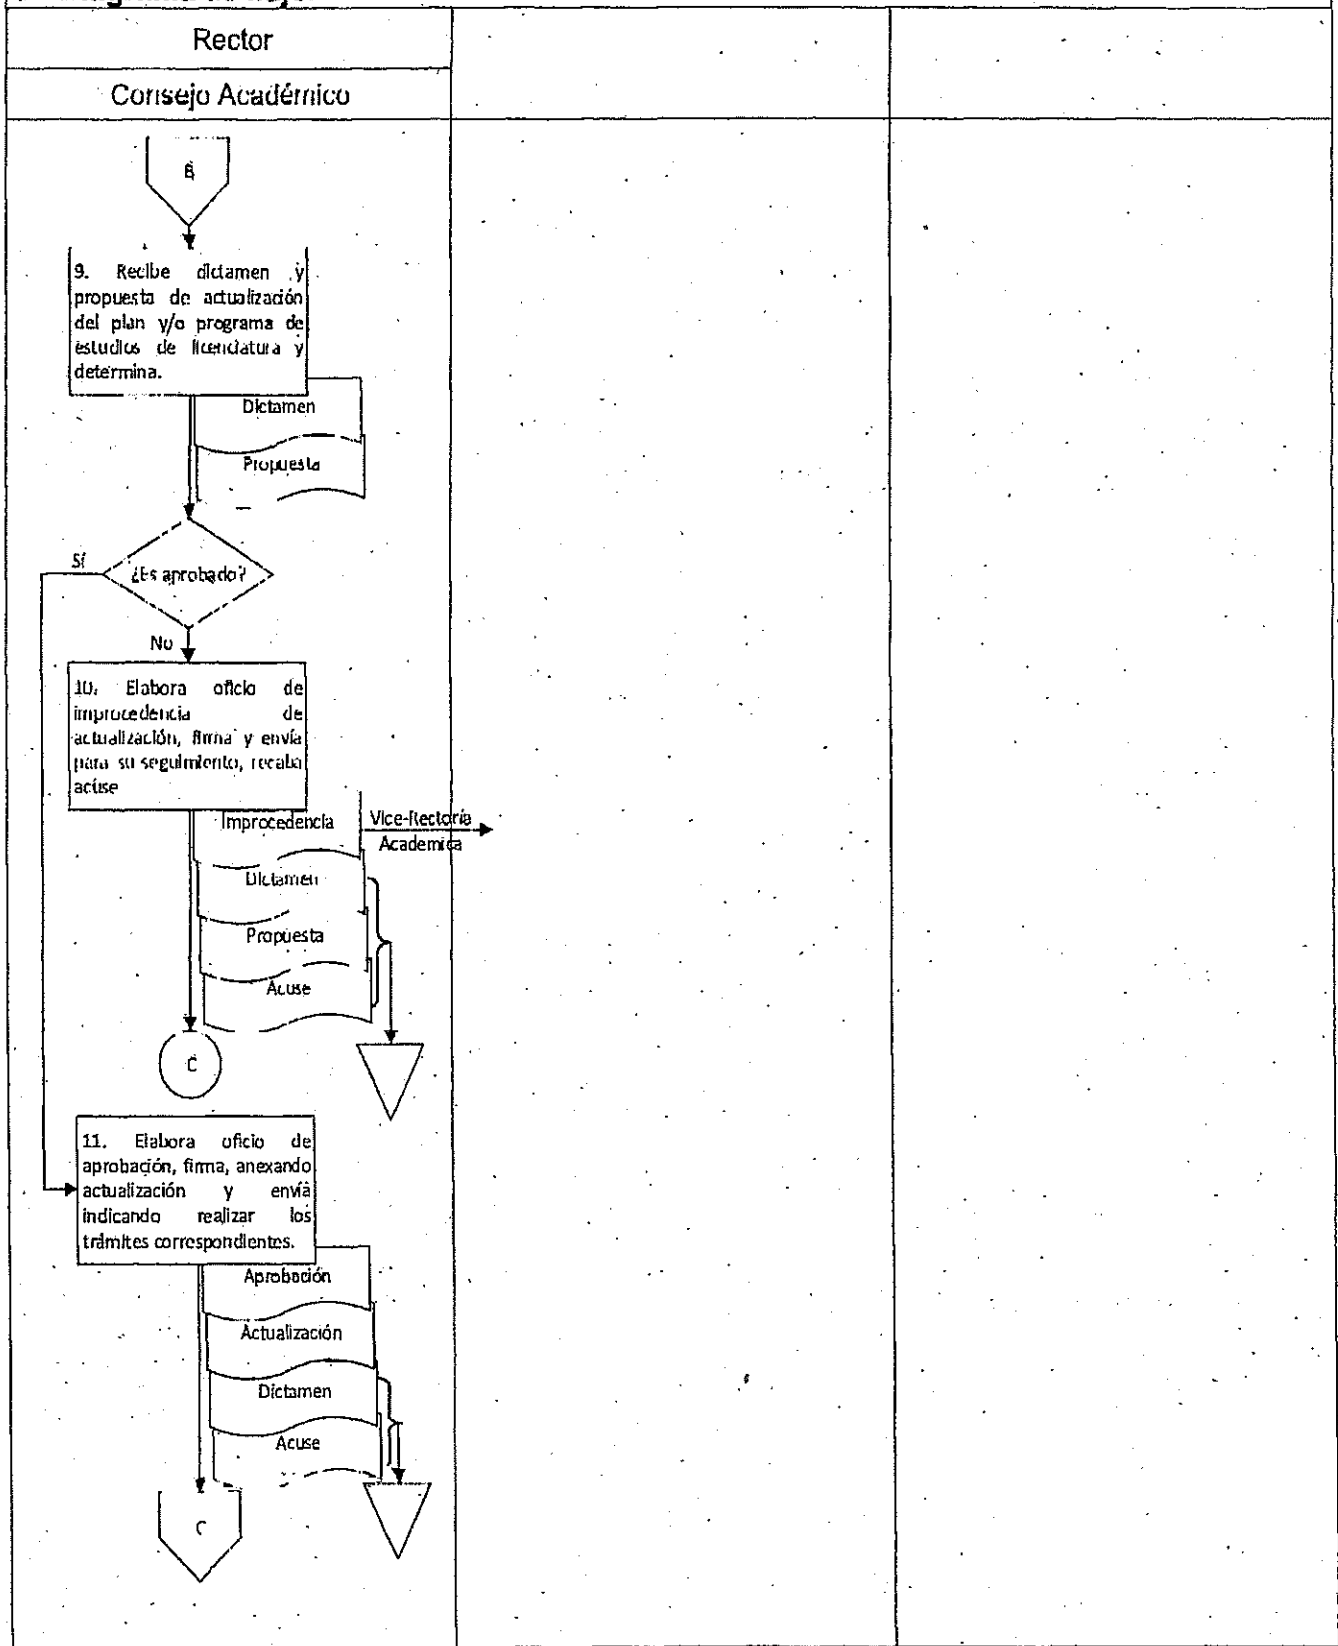 Rector
Consejo Académico
B
9. Recibe dictamen y
propuesta de actualización
del plan y/o programa de
estudios de licenciatura y
determina.
Dictamen
Propuesta
Sí
¿Es aprobado?
No
10. Elabora oficio de
improcedencia de
actualización, firma y envía
para su seguimiento, recaba
acuse
Improcedencia
Vice-Rectoría
Academica
Dictamen
Propuesta
Acuse
C
11. Elabora oficio de
aprobación, firma, anexando
actualización y envía
indicando realizar los
trámites correspondientes.
Aprobación
Actualización
Dictamen
Acuse
C